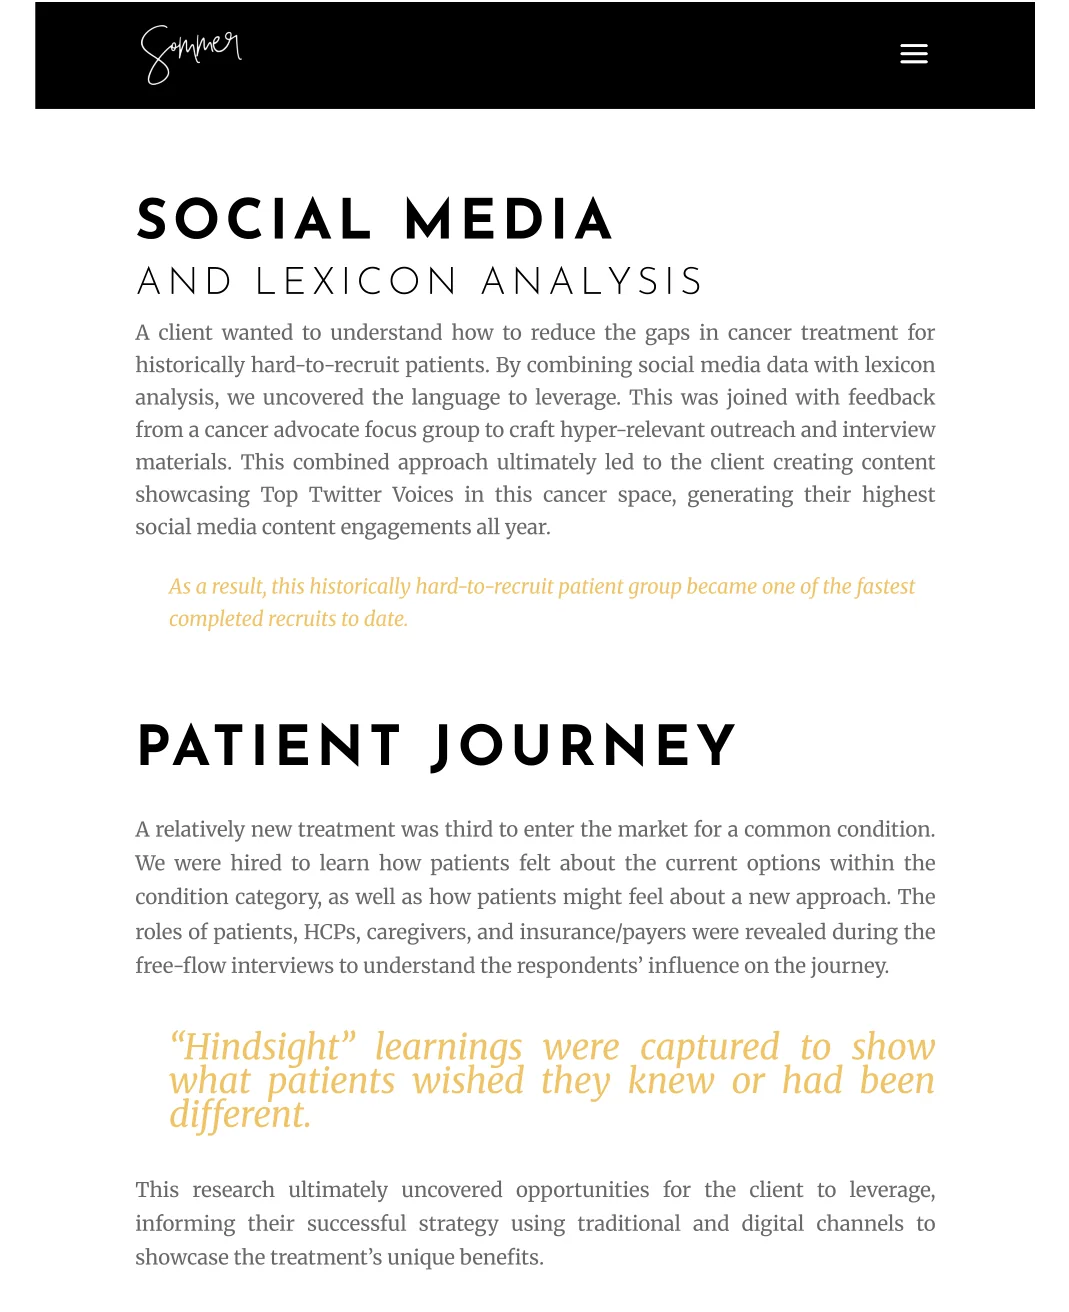 Sommer
SOCIAL MEDIA
AND LEXICON ANALYSIS
A client wanted to understand how to reduce the gaps in cancer treatment for
historically hard-to-recruit patients. By combining social media data with lexicon
analysis, we uncovered the language to leverage. This was joined with feedback
from a cancer advocate focus group to craft hyper-relevant outreach and interview
materials. This combined approach ultimately led to the client creating content
showcasing Top Twitter Voices in this cancer space, generating their highest
social media content engagements all year.
As a result, this historically hard-to-recruit patient group became one of the fastest
completed recruits to date.
PATIENT JOURNEY
A relatively new treatment was third to enter the market for a common condition.
We were hired to learn how patients felt about the current options within the
condition category, as well as how patients might feel about a new approach. The
roles of patients, HCPs, caregivers, and insurance/payers were revealed during the
free-flow interviews to understand the respondents’ influence on the journey.
“Hindsight” learnings were captured to show
what patients wished they knew or had been
different.
This research ultimately uncovered opportunities for the client to leverage,
informing their successful strategy using traditional and digital channels to
showcase the treatment’s unique benefits.